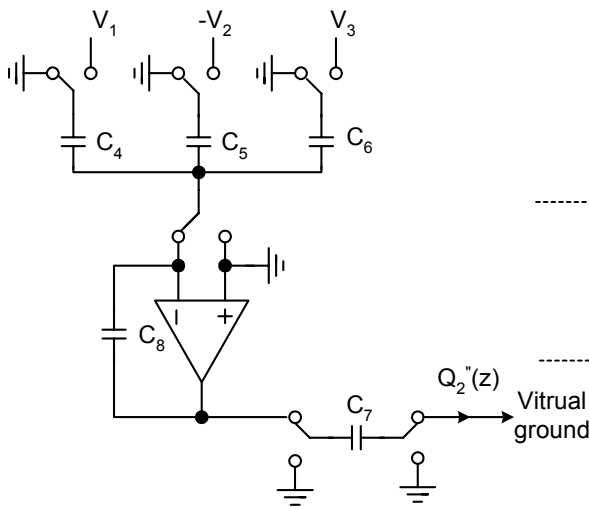 V₁ -V₂ V₃
C₄ C₅ C₆
C₈
- +
C₇
Q₂"(z)
Vitrual
ground